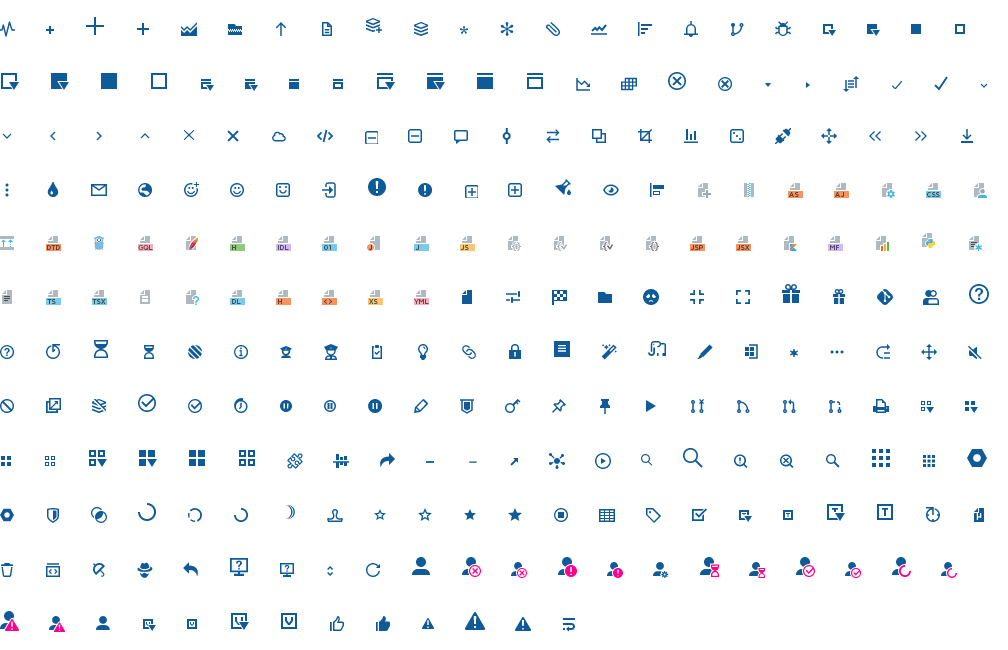 AS AJ CSS
DTD GQL H IDL 01 J J JS JSP JSX MF
TS TSX DL H <> XS YML
T T
T T